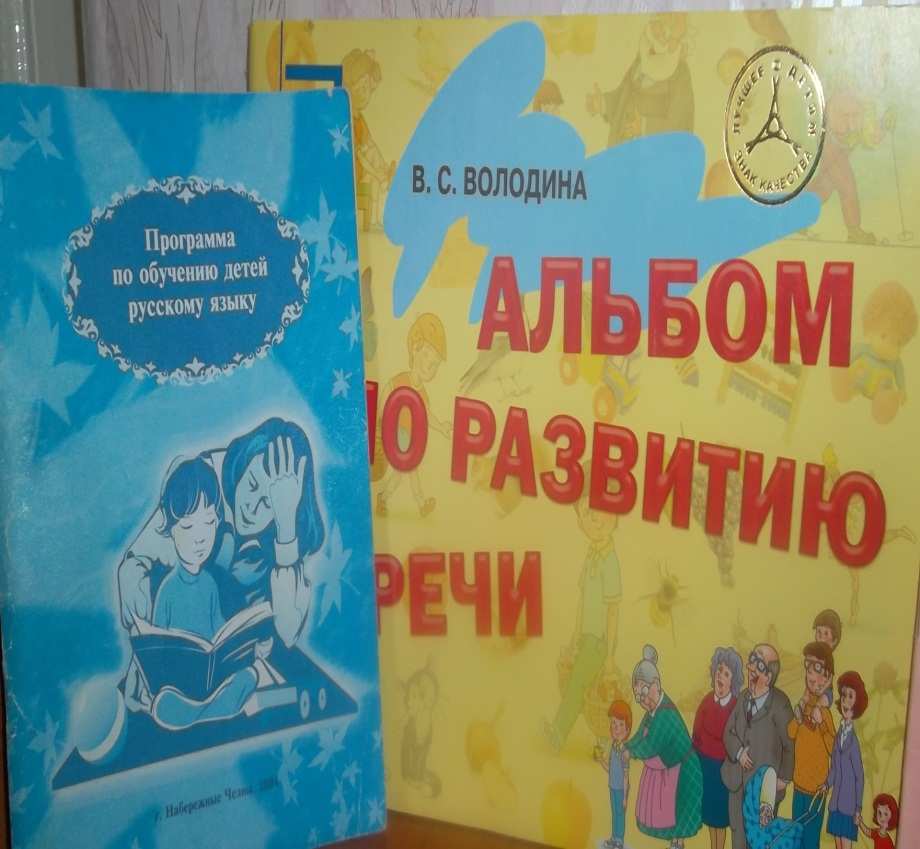 Программа
по обучению детей
русскому языку
г. Набережные Челны,
В. С. ВОЛОДИНА
ЛУЧШЕЕ ДЕТЯМ
ЗНАК КАЧЕСТВА
АЛЬБОМ
ПО РАЗВИТИЮ
РЕЧИ